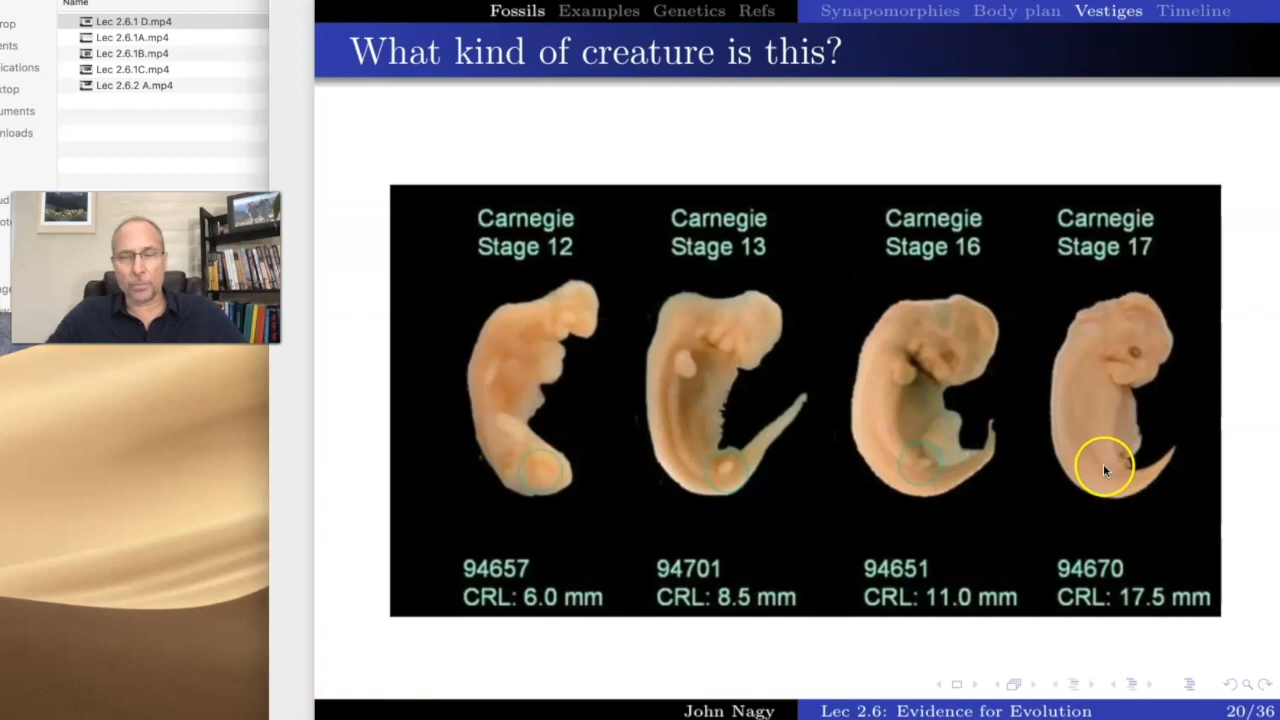 Name
Lec 2.6.1 D.mp4
Lec 2.6.1A.mp4
Lec 2.6.1B.mp4
Lec 2.6.1C.mp4
Lec 2.6.2 A.mp4
Fossils Examples Genetics Refs
Synapomorphies Body plan Vestiges Timeline
What kind of creature is this?
Carnegie
Stage 12
Carnegie
Stage 13
Carnegie
Stage 16
Carnegie
Stage 17
94657
CRL: 6.0 mm
94701
CRL: 8.5 mm
94651
CRL: 11.0 mm
94670
CRL: 17.5 mm
John Nagy
Lec 2.6: Evidence for Evolution
20/36